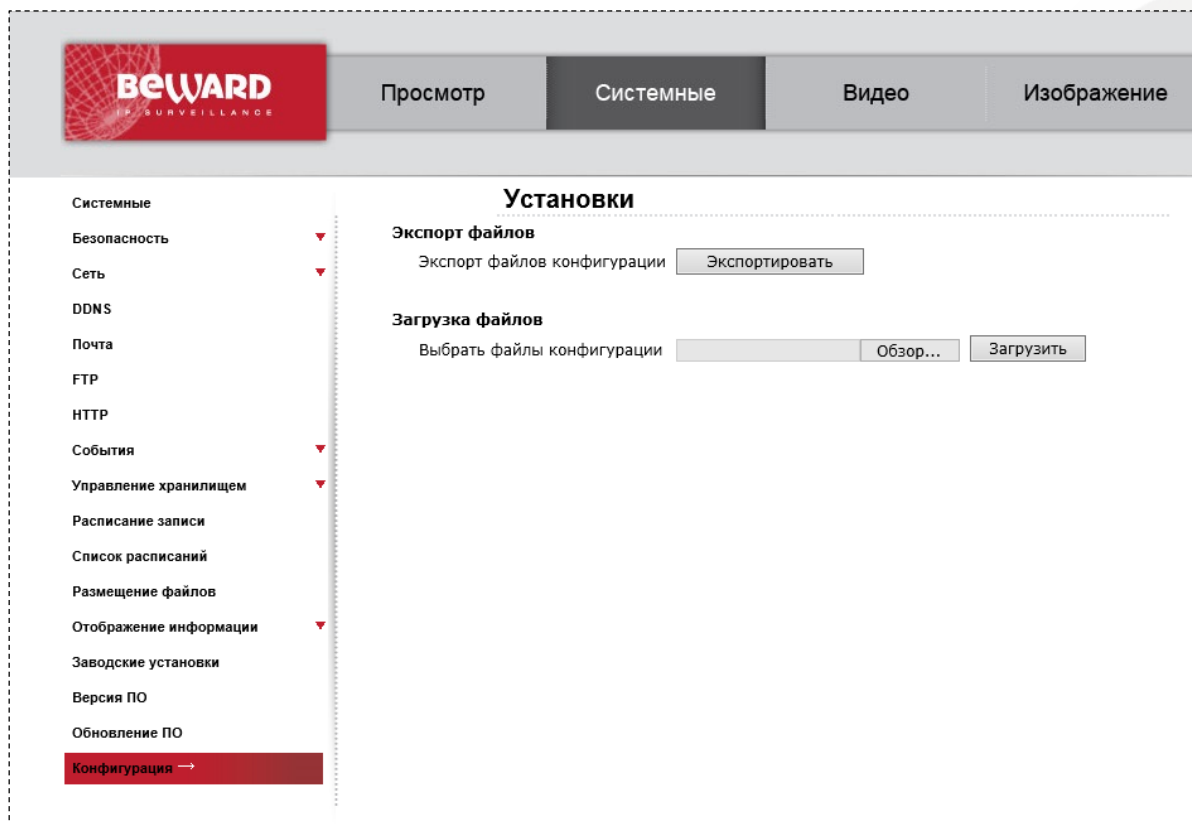 BEWARD
IP SURVEILLANCE
Просмотр
Системные
Видео
Изображение
Системные
Безопасность
Сеть
DDNS
Почта
FTP
HTTP
События
Управление хранилищем
Расписание записи
Список расписаний
Размещение файлов
Отображение информации
Заводские установки
Версия ПО
Обновление ПО
Конфигурация →
Установки
Экспорт файлов
Экспорт файлов конфигурации Экспортировать
Загрузка файлов
Выбрать файлы конфигурации Обзор... Загрузить